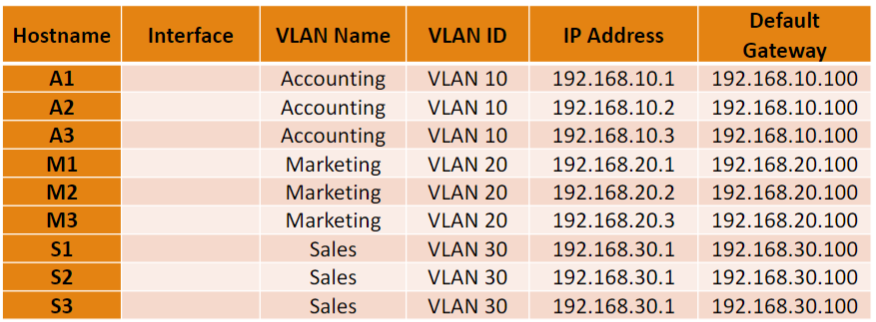 Hostname Interface VLAN Name VLAN ID IP Address Default Gateway
A1 Accounting VLAN 10 192.168.10.1 192.168.10.100
A2 Accounting VLAN 10 192.168.10.2 192.168.10.100
A3 Accounting VLAN 10 192.168.10.3 192.168.10.100
M1 Marketing VLAN 20 192.168.20.1 192.168.20.100
M2 Marketing VLAN 20 192.168.20.2 192.168.20.100
M3 Marketing VLAN 20 192.168.20.3 192.168.20.100
S1 Sales VLAN 30 192.168.30.1 192.168.30.100
S2 Sales VLAN 30 192.168.30.1 192.168.30.100
S3 Sales VLAN 30 192.168.30.1 192.168.30.100